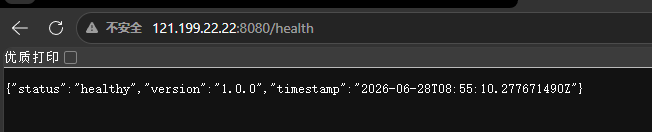 不安全 121.199.22.22:8080/health
优质打印
{"status":"healthy","version":"1.0.0","timestamp":"2026-06-28T08:55:10.277671490Z"}